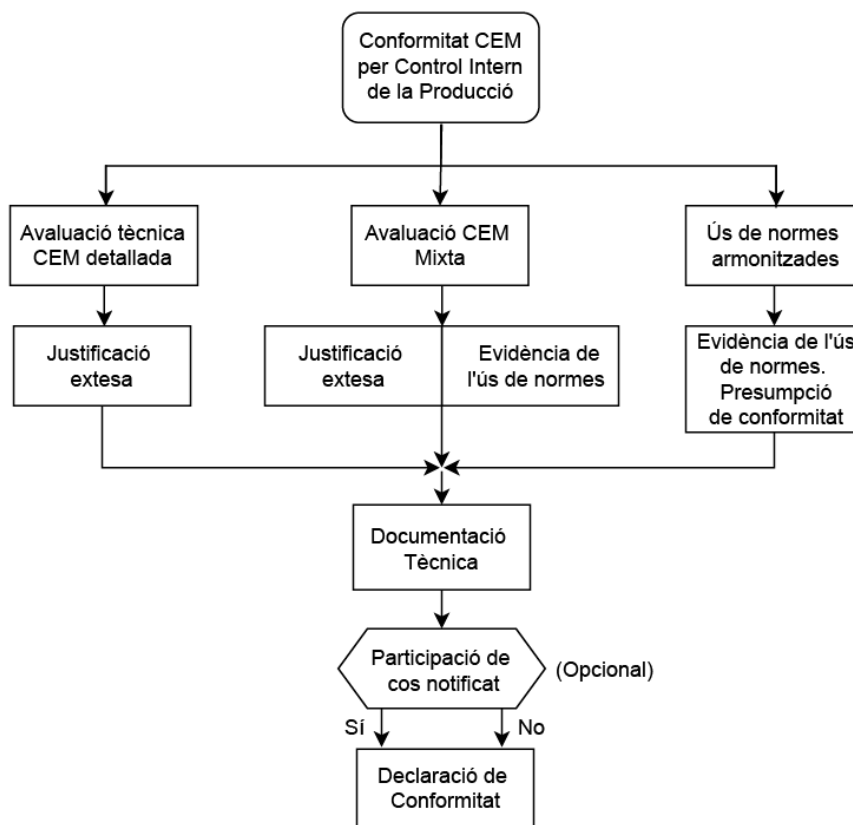 Conformitat CEM
per Control Intern
de la Producció
Avaluació tècnica
CEM detallada
Avaluació CEM
Mixta
Ús de normes
armonitzades
Justificació
extesa
Justificació
extesa
Evidència de
l'ús de normes
Evidència de l'ús
de normes.
Presumpció
de conformitat
Documentació
Tècnica
Participació de
cos notificat
(Opcional)
Sí
No
Declaració de
Conformitat